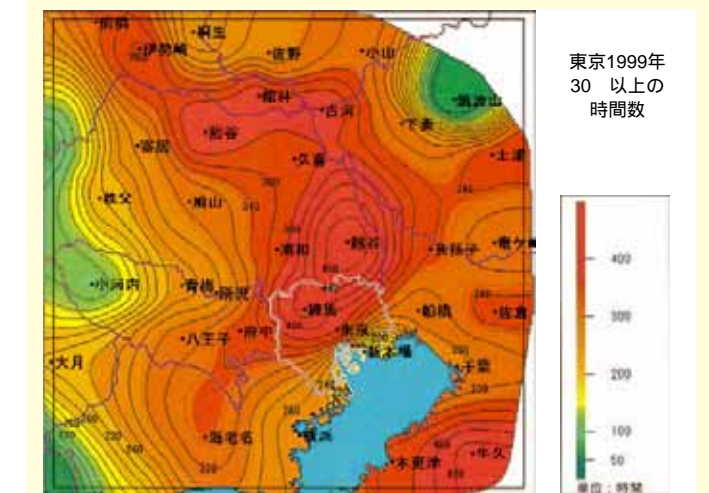 前橋
桐生
伊勢崎
佐野
小山
館林
古河
筑波山
下妻
熊谷
寄居
久喜
土浦
秩父
鳩山
浦和
越谷
我孫子
竜ケ崎
小河内
青梅
所沢
練馬
船橋
佐倉
八王子
府中
東京
新木場
大月
千葉
海老名
横浜
木更津
牛久
東京1999年
30 以上の
時間数
400
300
200
100
50
単位:時間